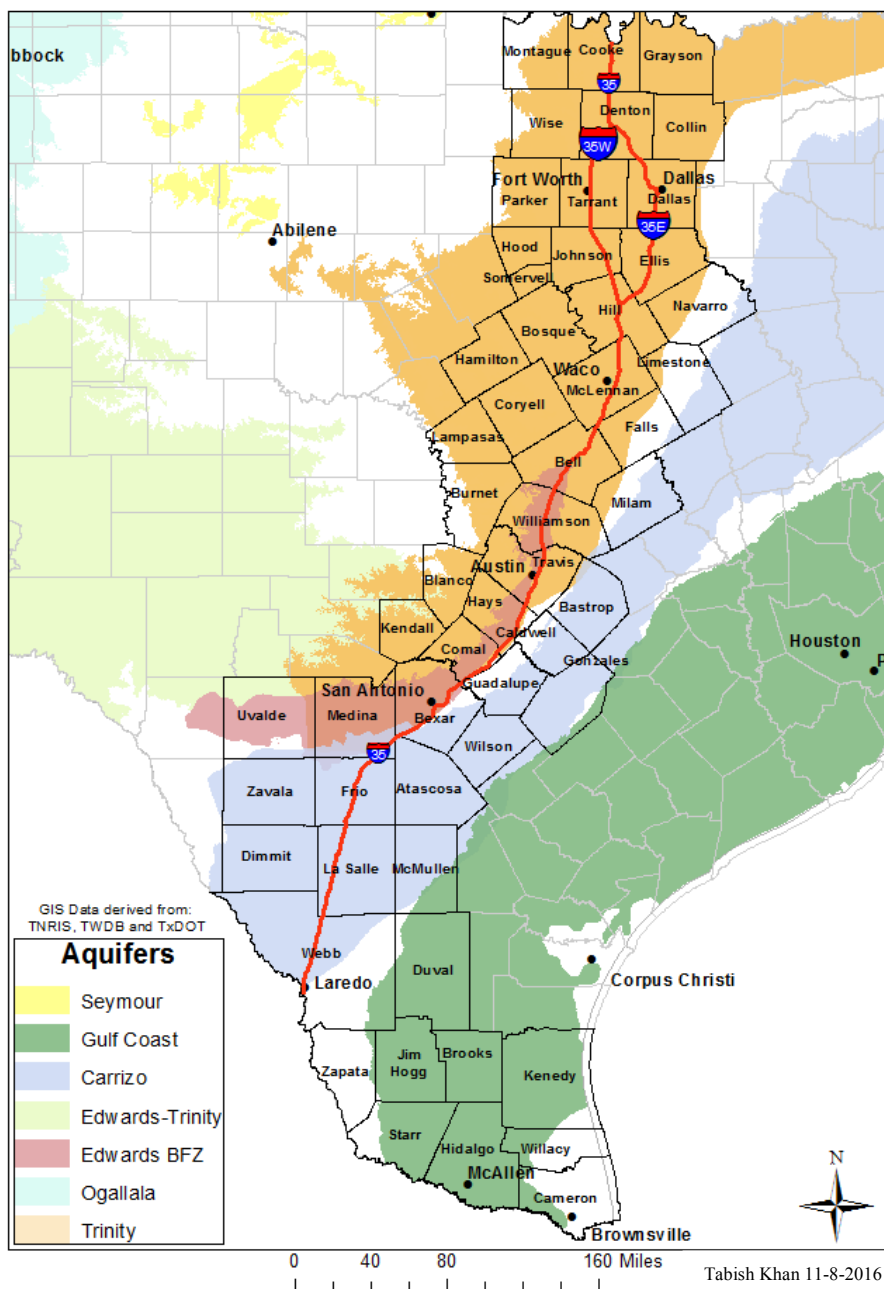 bbock
Montague
Cooke
Grayson
35
Denton
Wise
Collin
35W
Fort Worth
Dallas
Parker
Tarrant
Dallas
35E
Abilene
Hood
Johnson
Ellis
Somervell
Hill
Navarro
Bosque
Hamilton
Waco
Limestone
McLennan
Coryell
Falls
Lampasas
Bell
Burnet
Milam
Williamson
Austin
Travis
Blanco
Hays
Bastrop
Kendall
Caldwell
Houston
Comal
Gonzales
P
Guadalupe
San Antonio
Uvalde
Medina
Bexar
35
Wilson
Zavala
Frio
Atascosa
Dimmit
La Salle
McMullen
GIS Data derived from:
TNRIS, TWDB and TxDOT
Webb
Aquifers
Seymour
Gulf Coast
Carrizo
Edwards-Trinity
Edwards BFZ
Ogallala
Trinity
Laredo
Duval
Corpus Christi
Zapata
Jim
Hogg
Brooks
Kenedy
Starr
Hidalgo
Willacy
McAllen
Cameron
Brownsville
N
0 40 80 160 Miles
Tabish Khan 11-8-2016